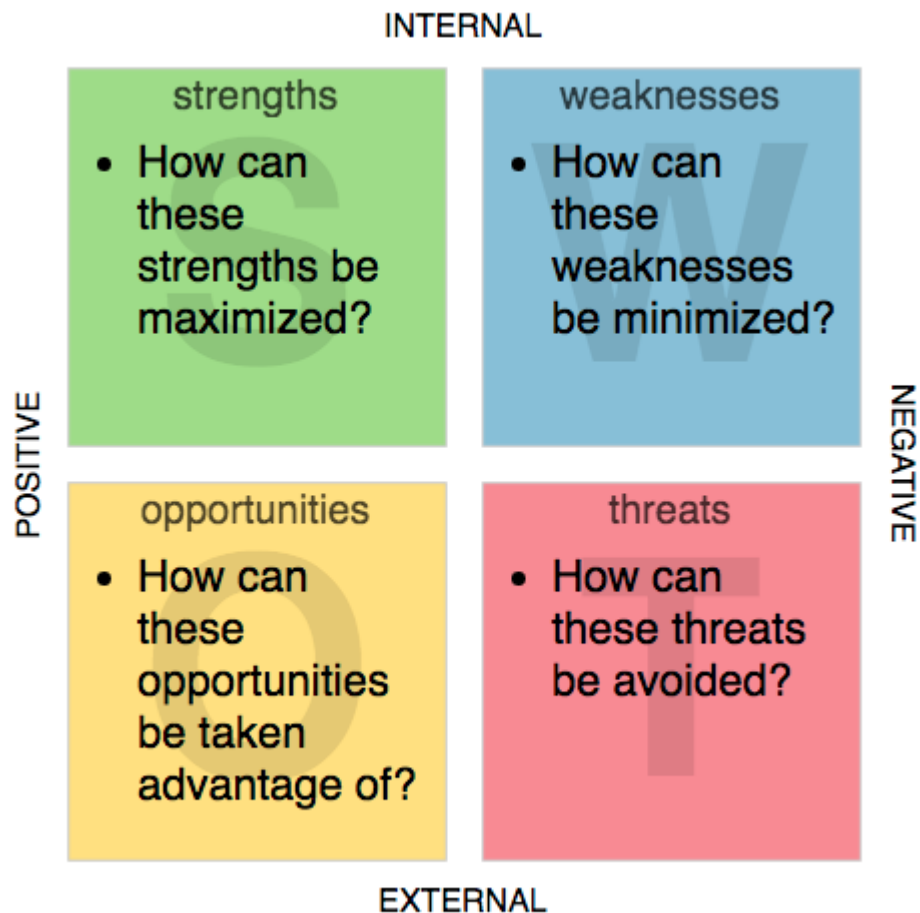 INTERNAL
strengths
S
• How can
these
strengths be
maximized?
weaknesses
W
• How can
these
weaknesses
be minimized?
POSITIVE
NEGATIVE
opportunities
O
• How can
these
opportunities
be taken
advantage of?
threats
T
• How can
these threats
be avoided?
EXTERNAL